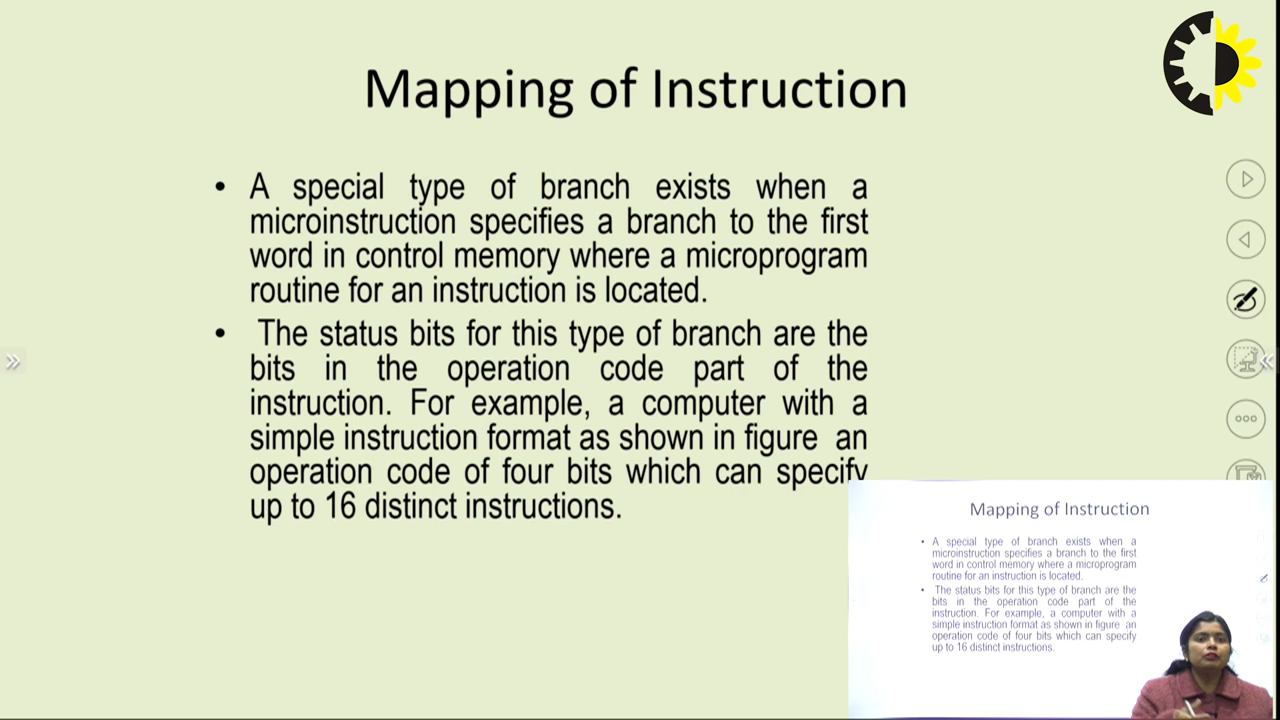 Mapping of Instruction
• A special type of branch exists when a
microinstruction specifies a branch to the first
word in control memory where a microprogram
routine for an instruction is located.
• The status bits for this type of branch are the
bits in the operation code part of the
instruction. For example, a computer with a
simple instruction format as shown in figure an
operation code of four bits which can specify
up to 16 distinct instructions.
Mapping of Instruction
• A special type of branch exists when a
microinstruction specifies a branch to the first
word in control memory where a microprogram
routine for an instruction is located.
• The status bits for this type of branch are the
bits in the operation code part of the
instruction. For example, a computer with a
simple instruction format as shown in figure an
operation code of four bits which can specify
up to 16 distinct instructions.